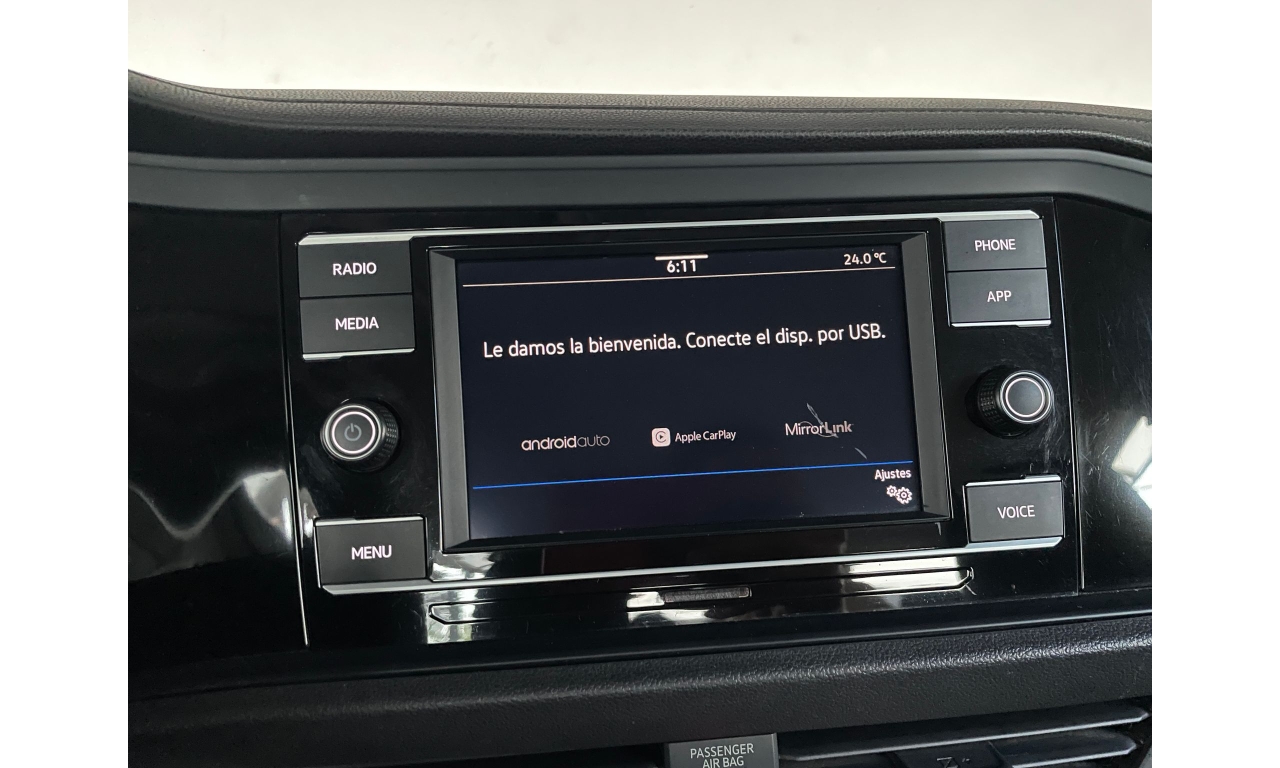 RADIO
MEDIA
MENU
6:11
24.0 °C
Le damos la bienvenida. Conecte el disp. por USB.
androidauto
Apple CarPlay
MirrorLink
Ajustes
PHONE
APP
VOICE
PASSENGER
AIR BAG